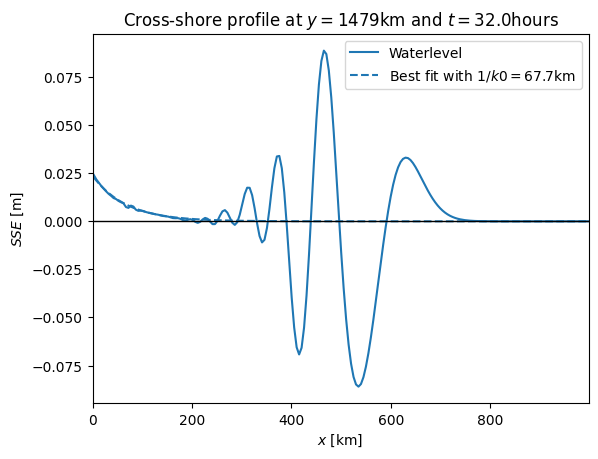 Cross-shore profile at y = 1479km and t = 32.0hours
Waterlevel
Best fit with 1/k0 = 67.7km
0.075
0.050
0.025
0.000
−0.025
−0.050
−0.075
SSE [m]
0 200 400 600 800
x [km]